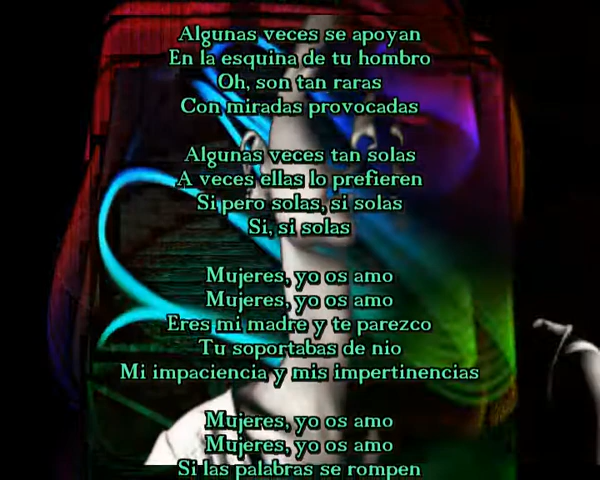 Algunas veces se apoyan
En la esquina de tu hombro
Oh, son tan raras
Con miradas provocadas
Algunas veces tan solas
A veces ellas lo prefieren
Si pero solas, si solas
Si, si solas
Mujeres, yo os amo
Mujeres, yo os amo
Eres mi madre y te parezco
Tu soportabas de nio
Mi impaciencia y mis impertinencias
Mujeres, yo os amo
Mujeres, yo os amo
Si las palabras se rompen